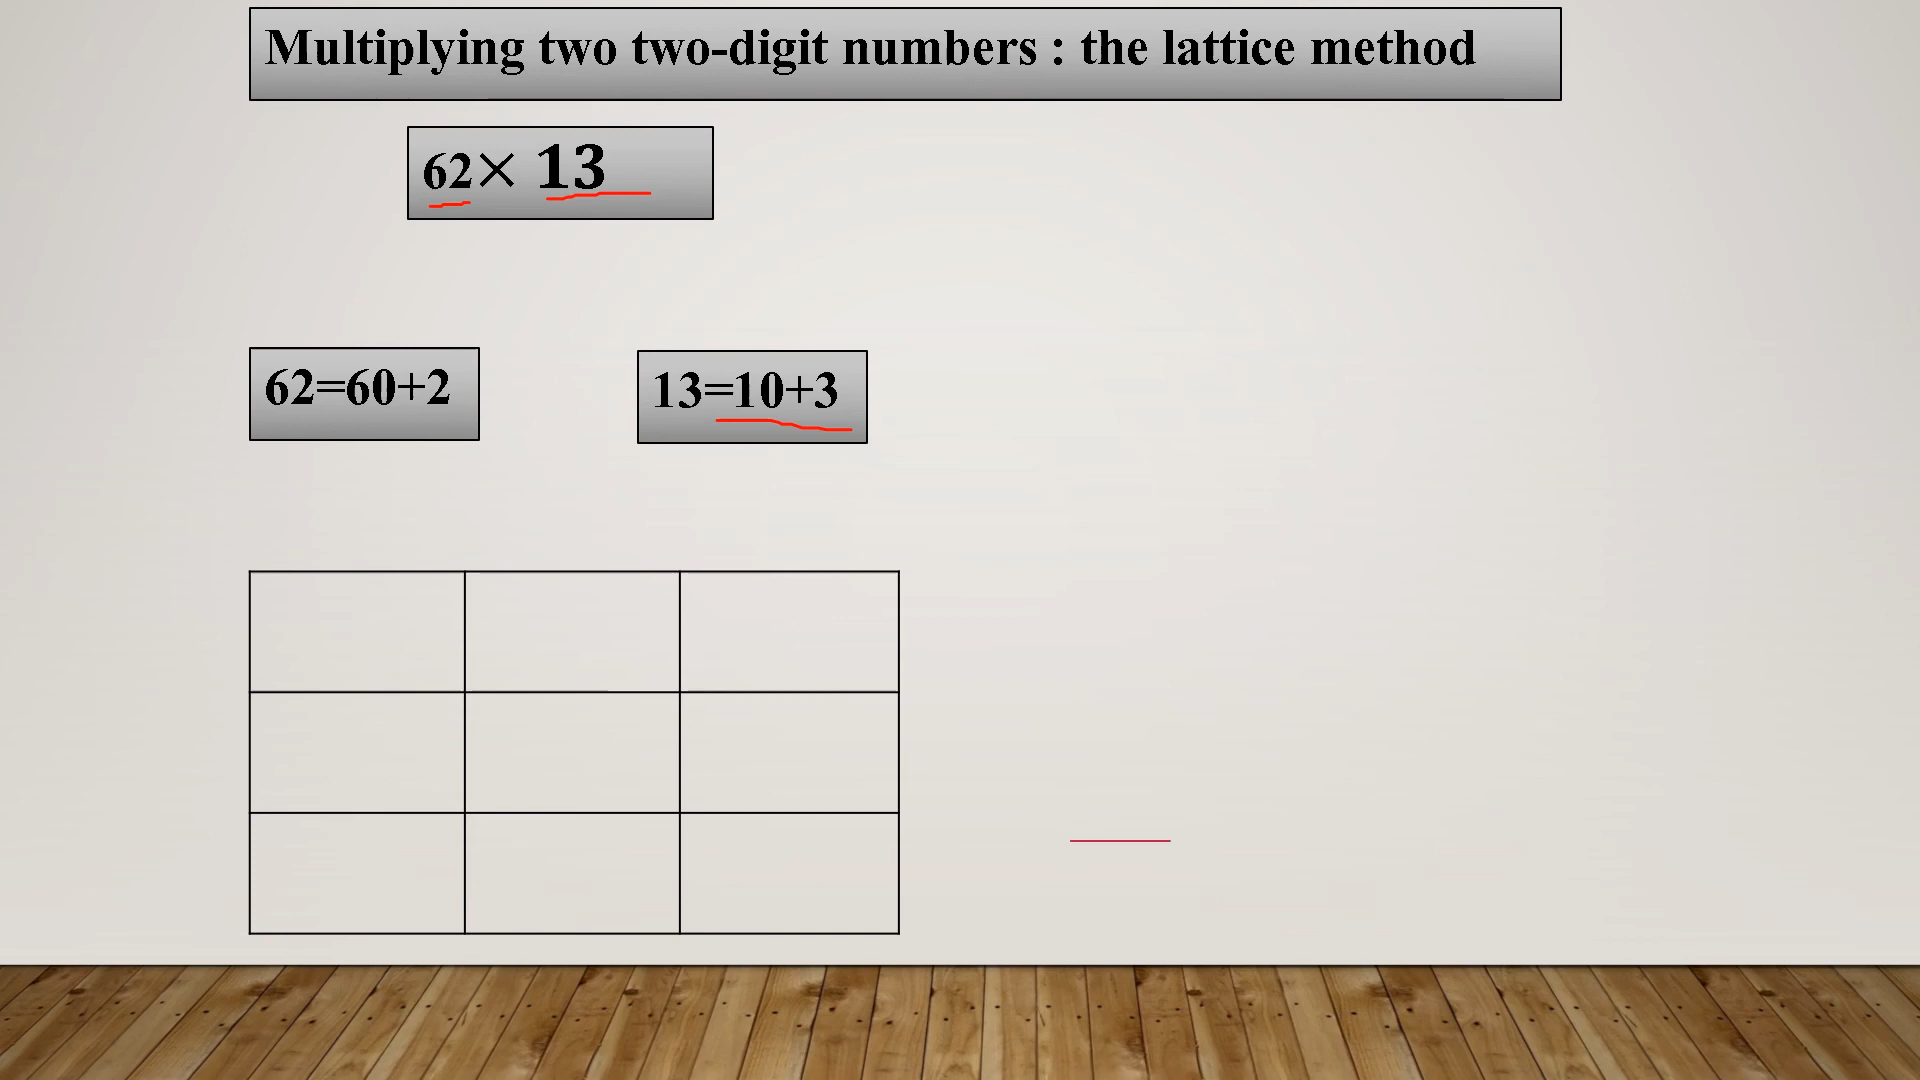 Multiplying two two-digit numbers : the lattice method
62× 13
62=60+2
13=10+3